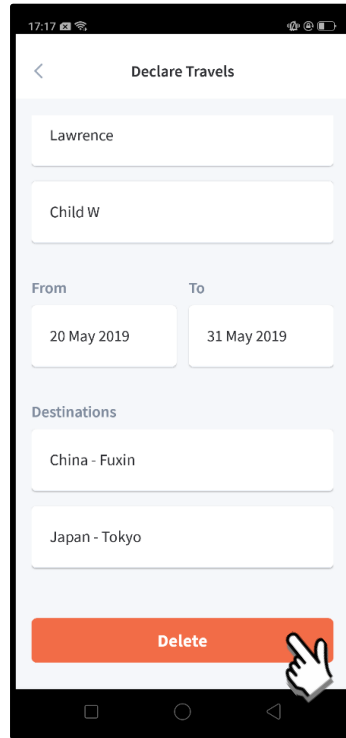 17:17
Declare Travels
Lawrence
Child W
From To
20 May 2019 31 May 2019
Destinations
China - Fuxin
Japan - Tokyo
Delete